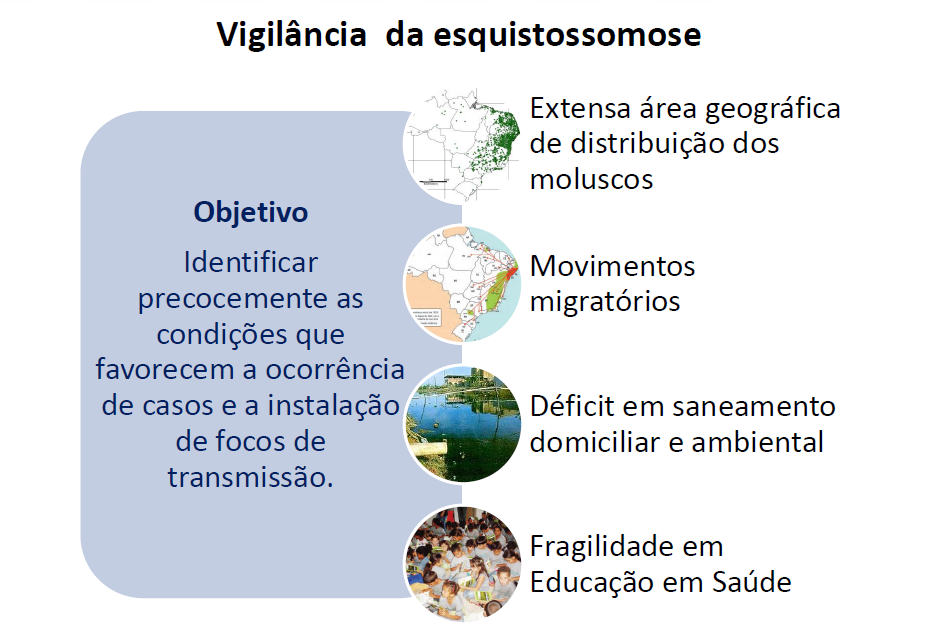 Vigilância da esquistossomose
Objetivo
Identificar
precocemente as
condições que
favorecem a ocorrência
de casos e a instalação
de focos de
transmissão.
Extensa área geográfica
de distribuição dos
moluscos
Movimentos
migratórios
Déficit em saneamento
domiciliar e ambiental
Fragilidade em
Educação em Saúde